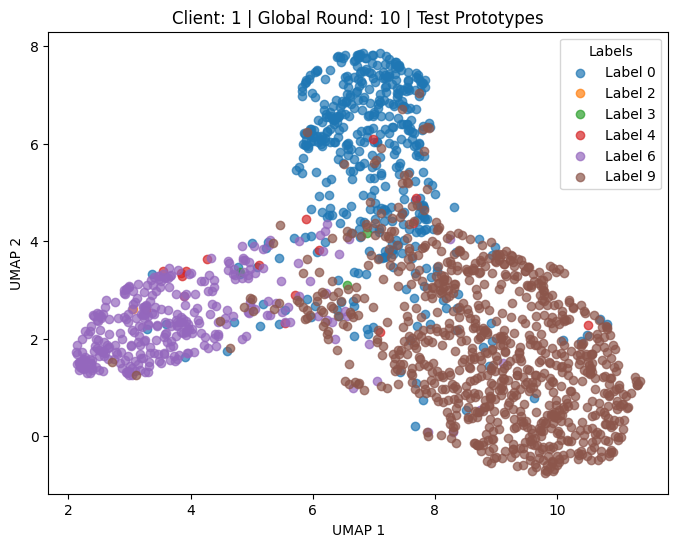 Client: 1 | Global Round: 10 | Test Prototypes
Labels
Label 0
Label 2
Label 3
Label 4
Label 6
Label 9
8
6
4
2
0
UMAP 2
2
4
6
8
10
UMAP 1